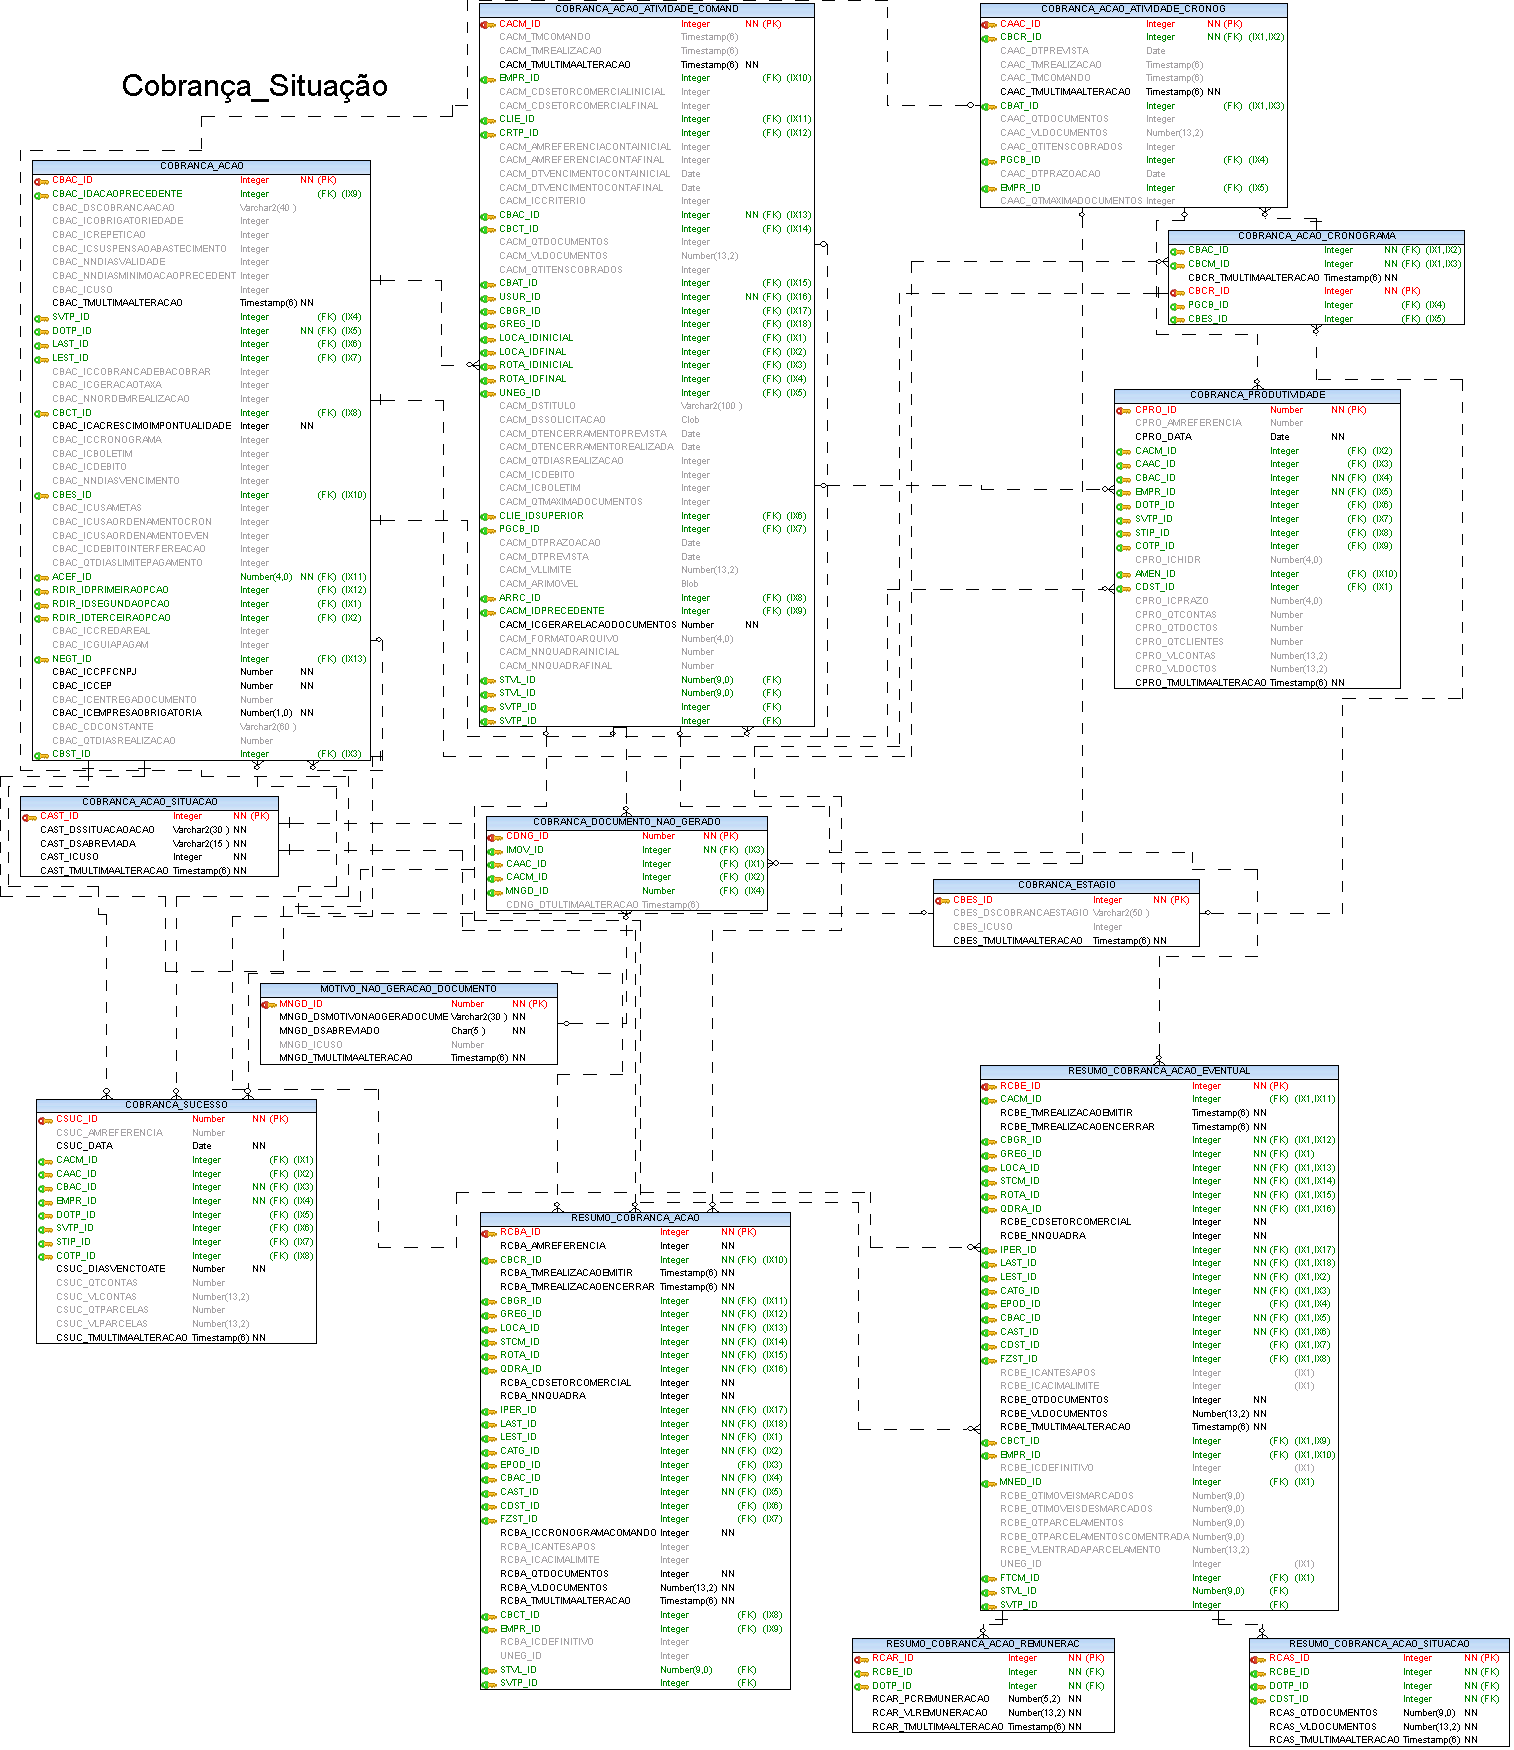 Cobrança_Situação
COBRANCA_ACAO
CBAC_ID Integer NN (PK)
CBAC_IDACAOPRECEDENTE Integer (FK) (IX9)
CBAC_DSCOBRANCAACAO Varchar2(40 )
CBAC_ICOBRIGATORIEDADE Integer
CBAC_ICREPETICAO Integer
CBAC_ICSUSPENSAOABASTECIMENTO Integer
CBAC_NNDIASVALIDADE Integer
CBAC_NNDIASMINIMOACAOPRECEDENT Integer
CBAC_ICUSO Integer
CBAC_TMULTIMAALTERACAO Timestamp(6) NN
SVTP_ID Integer (FK) (IX4)
DOTP_ID Integer NN (FK) (IX5)
LAST_ID Integer (FK) (IX6)
LEST_ID Integer (FK) (IX7)
CBAC_ICCOBRANCADEBACOBRAR Integer
CBAC_ICGERACAOTAXA Integer
CBAC_NNORDEMREALIZACAO Integer
CBCT_ID Integer (FK) (IX8)
CBAC_ICACRESCIMOIMPONTUALIDADE Integer NN
CBAC_ICCRONOGRAMA Integer
CBAC_ICBOLETIM Integer
CBAC_ICDEBITO Integer
CBAC_NNDIASVENCIMENTO Integer
CBES_ID Integer (FK) (IX10)
CBAC_ICUSAMETAS Integer
CBAC_ICUSAORDENAMENTOCRON Integer
CBAC_ICUSAORDENAMENTOEVEN Integer
CBAC_ICDEBITOINTERFEREACAO Integer
CBAC_QTDIASLIMITEPAGAMENTO Integer
ACEF_ID Number(4,0) NN (FK) (IX11)
RDIR_IDPRIMEIRAOPCAO Integer (FK) (IX12)
RDIR_IDSEGUNDAOPCAO Integer (FK) (IX1)
RDIR_IDTERCEIRAOPCAO Integer (FK) (IX2)
CBAC_ICCREDAREAL Integer
CBAC_ICGUIAPAGAM Integer
NEGT_ID Integer (FK) (IX13)
CBAC_ICCPFCNPJ Number NN
CBAC_ICCEP Number NN
CBAC_ICENTREGADOCUMENTO Number
CBAC_ICEMPRESAOBRIGATORIA Number(1,0) NN
CBAC_CDCONSTANTE Varchar2(60 )
CBAC_QTDIASREALIZACAO Number
CBST_ID Integer (FK) (IX3)
COBRANCA_ACAO_ATIVIDADE_COMAND
CACM_ID Integer NN (PK)
CACM_TMCOMANDO Timestamp(6)
CACM_TMREALIZACAO Timestamp(6)
CACM_TMULTIMAALTERACAO Timestamp(6) NN
EMPR_ID Integer (FK) (IX10)
CACM_CDSETORCOMERCIALINICIAL Integer
CACM_CDSETORCOMERCIALFINAL Integer
CLIE_ID Integer (FK) (IX11)
CRTP_ID Integer (FK) (IX12)
CACM_AMREFERENCIACONTAINICIAL Integer
CACM_AMREFERENCIACONTAFINAL Integer
CACM_DTVENCIMENTOCONTAINICIAL Date
CACM_DTVENCIMENTOCONTAFINAL Date
CACM_ICCRITERIO Integer
CBAC_ID Integer NN (FK) (IX13)
CBCT_ID Integer (FK) (IX14)
CACM_QTDOCUMENTOS Integer
CACM_VLDOCUMENTOS Number(13,2)
CACM_QTITENSCOBRADOS Integer
CBAT_ID Integer (FK) (IX15)
USUR_ID Integer NN (FK) (IX16)
CBGR_ID Integer (FK) (IX17)
GREG_ID Integer (FK) (IX18)
LOCA_IDINICIAL Integer (FK) (IX1)
LOCA_IDFINAL Integer (FK) (IX2)
ROTA_IDINICIAL Integer (FK) (IX3)
ROTA_IDFINAL Integer (FK) (IX4)
UNEG_ID Integer (FK) (IX5)
CACM_DSTITULO Varchar2(100 )
CACM_DSSOLICITACAO Clob
CACM_DTENCERRAMENTOPREVISTA Date
CACM_DTENCERRAMENTOREALIZADA Date
CACM_QTDIASREALIZACAO Integer
CACM_ICDEBITO Integer
CACM_ICBOLETIM Integer
CACM_QTMAXIMADOCUMENTOS Integer
CLIE_IDSUPERIOR Integer (FK) (IX6)
PGCB_ID Integer (FK) (IX7)
CACM_DTPRAZOACAO Date
CACM_DTPREVISTA Date
CACM_VLLIMITE Number(13,2)
CACM_ARIMOVEL Blob
ARRC_ID Integer (FK) (IX8)
CACM_IDPRECEDENTE Integer (FK) (IX9)
CACM_ICGERARELACAODOCUMENTOS Number NN
CACM_FORMATOARQUIVO Number(4,0)
CACM_NNQUADRAINICIAL Number
CACM_NNQUADRAFINAL Number
STVL_ID Number(9,0) (FK)
STVL_ID Number(9,0) (FK)
SVTP_ID Integer (FK)
SVTP_ID Integer (FK)
COBRANCA_ACAO_ATIVIDADE_CRONOG
CAAC_ID Integer NN (PK)
CBCR_ID Integer NN (FK) (IX1,IX2)
CAAC_DTPREVISTA Date
CAAC_TMREALIZACAO Timestamp(6)
CAAC_TMCOMANDO Timestamp(6)
CAAC_TMULTIMAALTERACAO Timestamp(6) NN
CBAT_ID Integer (FK) (IX1,IX3)
CAAC_QTDOCUMENTOS Integer
CAAC_VLDOCUMENTOS Number(13,2)
CAAC_QTITENSCOBRADOS Integer
PGCB_ID Integer (FK) (IX4)
CAAC_DTPRAZOACAO Date
EMPR_ID Integer (FK) (IX5)
CAAC_QTMAXIMADOCUMENTOS Integer
COBRANCA_ACAO_CRONOGRAMA
CBAC_ID Integer NN (FK) (IX1,IX2)
CBCM_ID Integer NN (FK) (IX1,IX3)
CBCR_TMULTIMAALTERACAO Timestamp(6) NN
CBCR_ID Integer NN (PK)
PGCB_ID Integer (FK) (IX4)
CBES_ID Integer (FK) (IX5)
COBRANCA_PRODUTIVIDADE
CPRO_ID Number NN (PK)
CPRO_AMREFERENCIA Number
CPRO_DATA Date NN
CACM_ID Integer (FK) (IX2)
CAAC_ID Integer (FK) (IX3)
CBAC_ID Integer NN (FK) (IX4)
EMPR_ID Integer NN (FK) (IX5)
DOTP_ID Integer (FK) (IX6)
SVTP_ID Integer (FK) (IX7)
STIP_ID Integer (FK) (IX8)
COTP_ID Integer (FK) (IX9)
CPRO_ICHIDR Number(4,0)
AMEN_ID Integer (FK) (IX10)
CDST_ID Integer (FK) (IX1)
CPRO_ICPRAZO Number(4,0)
CPRO_QTCONTAS Number
CPRO_QTDOCTOS Number
CPRO_QTCLIENTES Number
CPRO_VLCONTAS Number(13,2)
CPRO_VLDOCTOS Number(13,2)
CPRO_TMULTIMAALTERACAO Timestamp(6) NN
COBRANCA_ACAO_SITUACAO
CAST_ID Integer NN (PK)
CAST_DSSITUACAOACAO Varchar2(30 ) NN
CAST_DSABREVIADA Varchar2(15 ) NN
CAST_ICUSO Integer NN
CAST_TMULTIMAALTERACAO Timestamp(6) NN
COBRANCA_DOCUMENTO_NAO_GERADO
CDNG_ID Number NN (PK)
IMOV_ID Integer NN (FK) (IX3)
CAAC_ID Integer (FK) (IX1)
CACM_ID Integer (FK) (IX2)
MNGD_ID Number (FK) (IX4)
CDNG_DTULTIMAALTERACAO Timestamp(6)
COBRANCA_ESTAGIO
CBES_ID Integer NN (PK)
CBES_DSCOBRANCAESTAGIO Varchar2(50 )
CBES_ICUSO Integer
CBES_TMULTIMAALTERACAO Timestamp(6) NN
MOTIVO_NAO_GERACAO_DOCUMENTO
MNGD_ID Number NN (PK)
MNGD_DSMOTIVONAOGERADOCUME Varchar2(30 ) NN
MNGD_DSABREVIADO Char(5 ) NN
MNGD_ICUSO Number
MNGD_TMULTIMAALTERACAO Timestamp(6) NN
COBRANCA_SUCESSO
CSUC_ID Number NN (PK)
CSUC_AMREFERENCIA Number
CSUC_DATA Date NN
CACM_ID Integer (FK) (IX1)
CAAC_ID Integer (FK) (IX2)
CBAC_ID Integer NN (FK) (IX3)
EMPR_ID Integer NN (FK) (IX4)
DOTP_ID Integer (FK) (IX5)
SVTP_ID Integer (FK) (IX6)
STIP_ID Integer (FK) (IX7)
COTP_ID Integer (FK) (IX8)
CSUC_DIASVENCTOATE Number NN
CSUC_QTCONTAS Number
CSUC_VLCONTAS Number(13,2)
CSUC_QTPARCELAS Number
CSUC_VLPARCELAS Number(13,2)
CSUC_TMULTIMAALTERACAO Timestamp(6) NN
RESUMO_COBRANCA_ACAO
RCBA_ID Integer NN (PK)
RCBA_AMREFERENCIA Integer NN
CBCR_ID Integer NN (FK) (IX10)
RCBA_TMREALIZACAOEMITIR Timestamp(6) NN
RCBA_TMREALIZACAOENCERRAR Timestamp(6) NN
CBGR_ID Integer NN (FK) (IX11)
GREG_ID Integer NN (FK) (IX12)
LOCA_ID Integer NN (FK) (IX13)
STCM_ID Integer NN (FK) (IX14)
ROTA_ID Integer NN (FK) (IX15)
QDRA_ID Integer NN (FK) (IX16)
RCBA_CDSETORCOMERCIAL Integer NN
RCBA_NNQUADRA Integer NN
IPER_ID Integer NN (FK) (IX17)
LAST_ID Integer NN (FK) (IX18)
LEST_ID Integer NN (FK) (IX1)
CATG_ID Integer NN (FK) (IX2)
EPOD_ID Integer (FK) (IX3)
CBAC_ID Integer NN (FK) (IX4)
CAST_ID Integer NN (FK) (IX5)
CDST_ID Integer (FK) (IX6)
FZST_ID Integer (FK) (IX7)
RCBA_ICCRONOGRAMACOMANDO Integer NN
RCBA_ICANTESAPOS Integer
RCBA_ICACIMALIMITE Integer
RCBA_QTDOCUMENTOS Integer NN
RCBA_VLDOCUMENTOS Number(13,2) NN
RCBA_TMULTIMAALTERACAO Timestamp(6) NN
CBCT_ID Integer (FK) (IX8)
EMPR_ID Integer (FK) (IX9)
RCBA_ICDEFINITIVO Integer
UNEG_ID Integer
STVL_ID Number(9,0) (FK)
SVTP_ID Integer (FK)
RESUMO_COBRANCA_ACAO_EVENTUAL
RCBE_ID Integer NN (PK)
CACM_ID Integer (FK) (IX1,IX11)
RCBE_TMREALIZACAOEMITIR Timestamp(6) NN
RCBE_TMREALIZACAOENCERRAR Timestamp(6) NN
CBGR_ID Integer NN (FK) (IX1,IX12)
GREG_ID Integer NN (FK) (IX1)
LOCA_ID Integer NN (FK) (IX1,IX13)
STCM_ID Integer NN (FK) (IX1,IX14)
ROTA_ID Integer NN (FK) (IX1,IX15)
QDRA_ID Integer NN (FK) (IX1,IX16)
RCBE_CDSETORCOMERCIAL Integer NN
RCBE_NNQUADRA Integer NN
IPER_ID Integer NN (FK) (IX1,IX17)
LAST_ID Integer NN (FK) (IX1,IX18)
LEST_ID Integer NN (FK) (IX1,IX2)
CATG_ID Integer NN (FK) (IX1,IX3)
EPOD_ID Integer (FK) (IX1,IX4)
CBAC_ID Integer NN (FK) (IX1,IX5)
CAST_ID Integer NN (FK) (IX1,IX6)
CDST_ID Integer (FK) (IX1,IX7)
FZST_ID Integer (FK) (IX1,IX8)
RCBE_ICANTESAPOS Integer (IX1)
RCBE_ICACIMALIMITE Integer (IX1)
RCBE_QTDOCUMENTOS Integer NN
RCBE_VLDOCUMENTOS Number(13,2) NN
RCBE_TMULTIMAALTERACAO Timestamp(6) NN
CBCT_ID Integer (FK) (IX1,IX9)
EMPR_ID Integer (FK) (IX1,IX10)
RCBE_ICDEFINITIVO Integer (IX1)
MNED_ID Integer (FK) (IX1)
RCBE_QTIMOVEISMARCADOS Number(9,0)
RCBE_QTIMOVEISDESMARCADOS Number(9,0)
RCBE_QTPARCELAMENTOS Number(9,0)
RCBE_QTPARCELAMENTOSCOMENTRADA Number(9,0)
RCBE_VLENTRADAPARCELAMENTO Number(13,2)
UNEG_ID Integer (IX1)
FTCM_ID Integer (FK) (IX1)
STVL_ID Number(9,0) (FK)
SVTP_ID Integer (FK)
RESUMO_COBRANCA_ACAO_REMUNERAC
RCAR_ID Integer NN (PK)
RCBE_ID Integer NN (FK)
DOTP_ID Integer NN (FK)
RCAR_PCREMUNERACAO Number(5,2) NN
RCAR_VLREMUNERACAO Number(13,2) NN
RCAR_TMULTIMAALTERACAO Timestamp(6) NN
RESUMO_COBRANCA_ACAO_SITUACAO
RCAS_ID Integer NN (PK)
RCBE_ID Integer NN (FK)
DOTP_ID Integer NN (FK)
CDST_ID Integer NN (FK)
RCAS_QTDOCUMENTOS Number(9,0) NN
RCAS_VLDOCUMENTOS Number(13,2) NN
RCAS_TMULTIMAALTERACAO Timestamp(6) NN